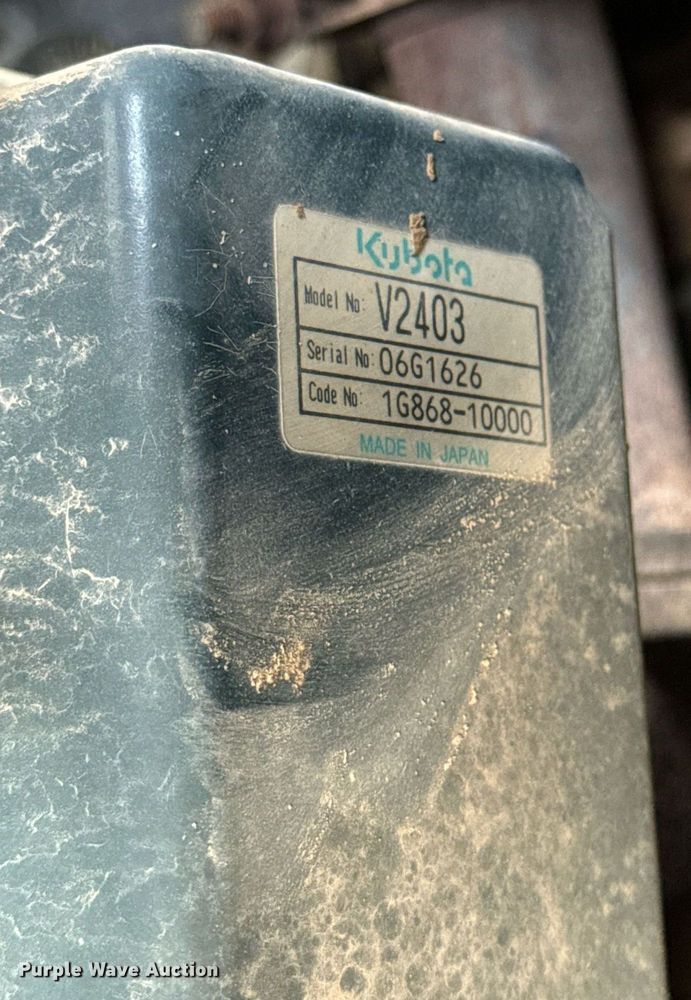 Kubota
Model No: V2403
Serial No: 06G1626
Code No: 1G868-10000
MADE IN JAPAN
Purple Wave Auction